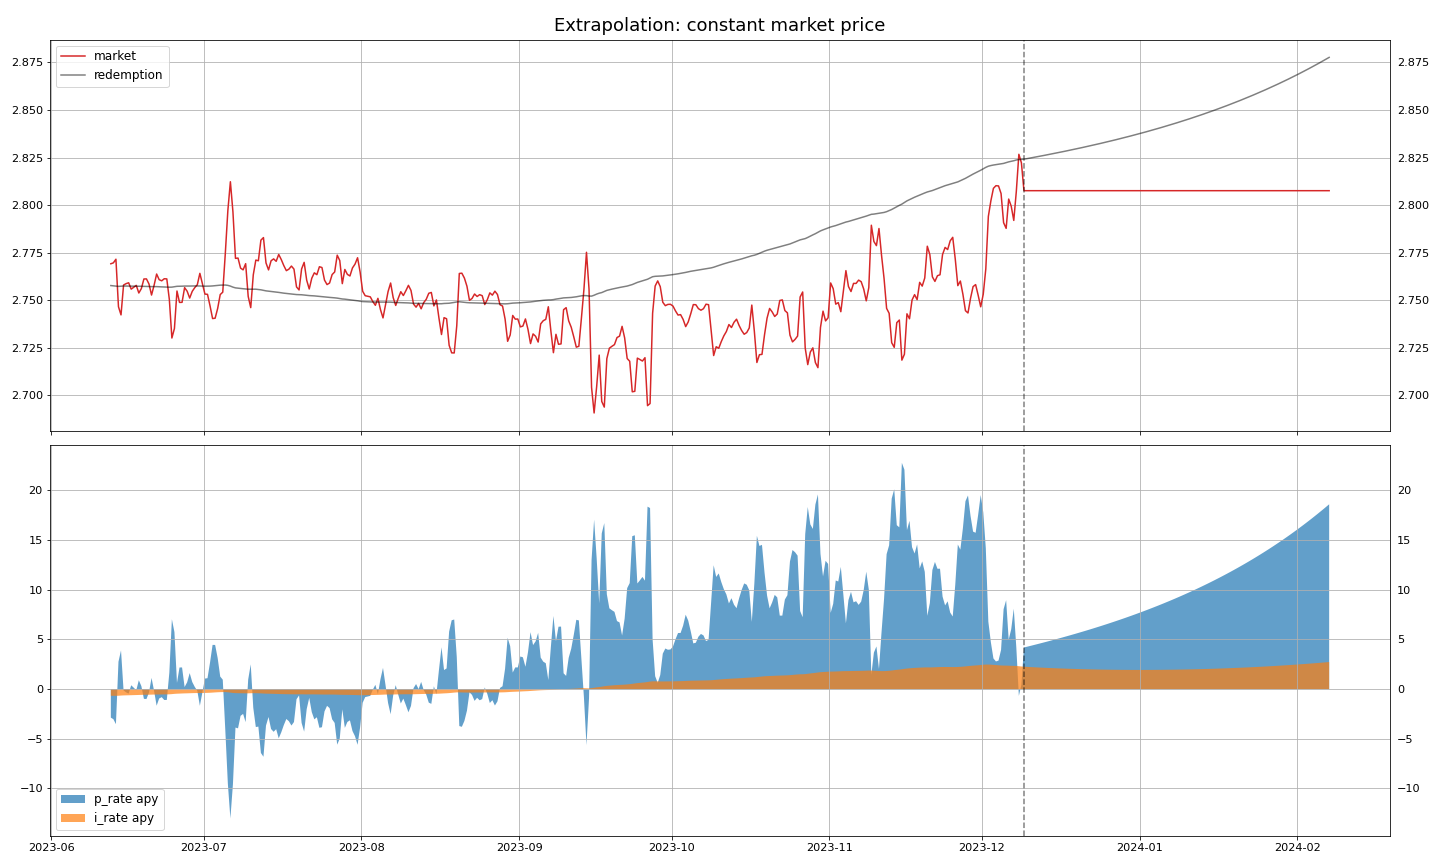 Extrapolation: constant market price
market
redemption
2.875 2.875
2.850 2.850
2.825 2.825
2.800 2.800
2.775 2.775
2.750 2.750
2.725 2.725
2.700 2.700
20 20
15 15
10 10
5 5
0 0
−5 −5
−10 −10
p_rate apy
i_rate apy
2023-06 2023-07 2023-08 2023-09 2023-10 2023-11 2023-12 2024-01 2024-02